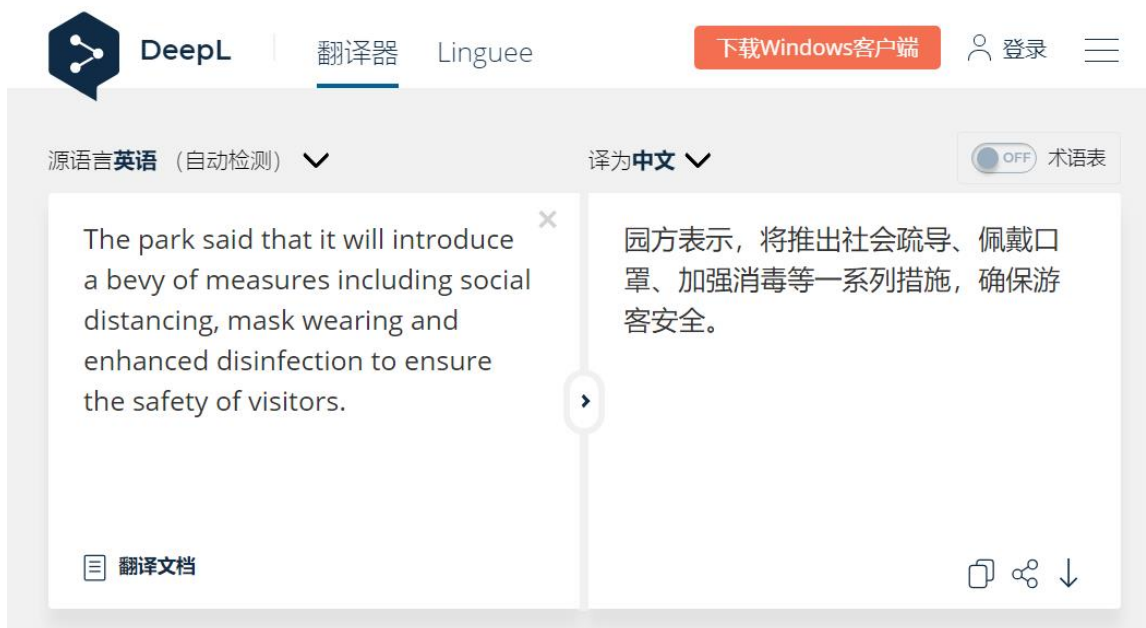 DeepL 翻译器 Linguee 下载Windows客户端 登录
源语言英语 （自动检测） 译为中文 OFF 术语表
The park said that it will introduce
a bevy of measures including social
distancing, mask wearing and
enhanced disinfection to ensure
the safety of visitors.
园方表示，将推出社会疏导、佩戴口
罩、加强消毒等一系列措施，确保游
客安全。
翻译文档